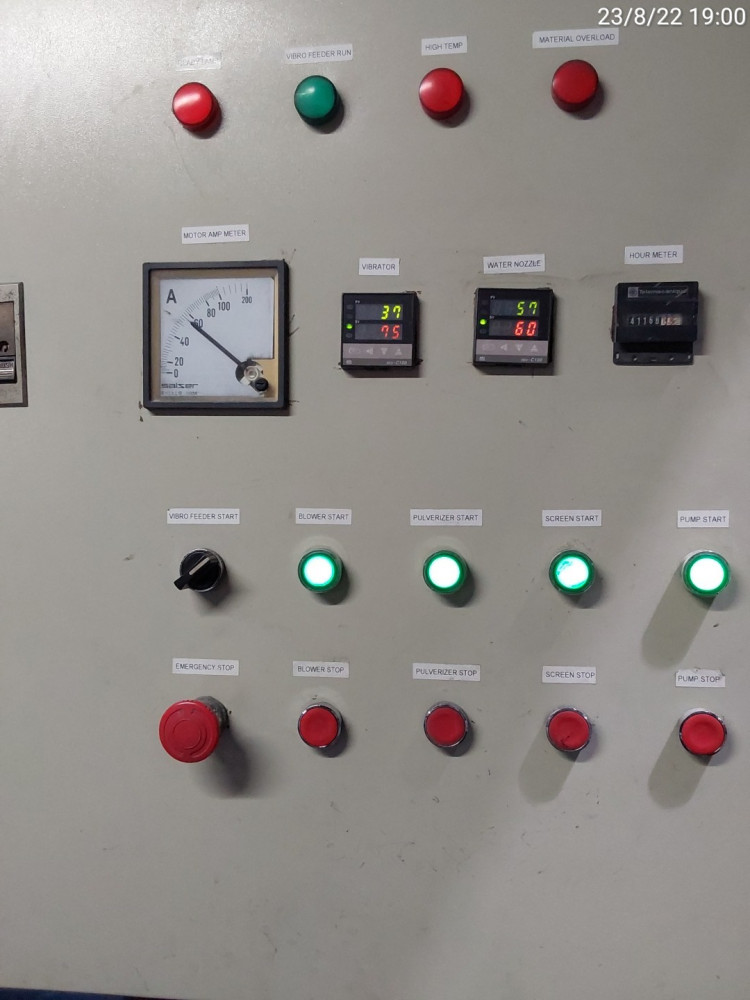 23/8/22 19:00
VIBRO FEEDER RUN
HIGH TEMP
MATERIAL OVERLOAD
MOTOR AMP METER
VIBRATOR
WATER NOZZLE
HOUR METER
A
0
20
40
60
80
100
200
37
75
57
60
VIBRO FEEDER START
BLOWER START
PULVERIZER START
SCREEN START
PUMP START
EMERGENCY STOP
BLOWER STOP
PULVERIZER STOP
SCREEN STOP
PUMP STOP